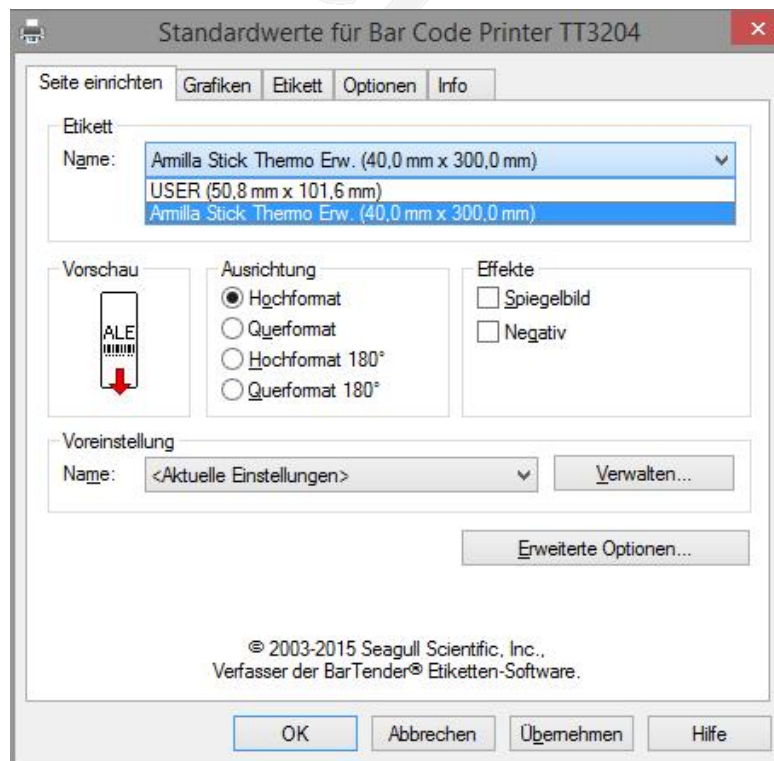 Standardwerte für Bar Code Printer TT3204
Seite einrichten Grafiken Etikett Optionen Info
Etikett
Name: Armilla Stick Thermo Erw. (40,0 mm x 300,0 mm)
USER (50,8 mm x 101,6 mm)
Armilla Stick Thermo Erw. (40,0 mm x 300,0 mm)
Vorschau
ALE
Ausrichtung
Hochformat
Querformat
Hochformat 180°
Querformat 180°
Effekte
Spiegelbild
Negativ
Voreinstellung
Name: <Aktuelle Einstellungen> Verwalten...
Erweiterte Optionen...
© 2003-2015 Seagull Scientific, Inc.,
Verfasser der BarTender® Etiketten-Software.
OK Abbrechen Übernehmen Hilfe